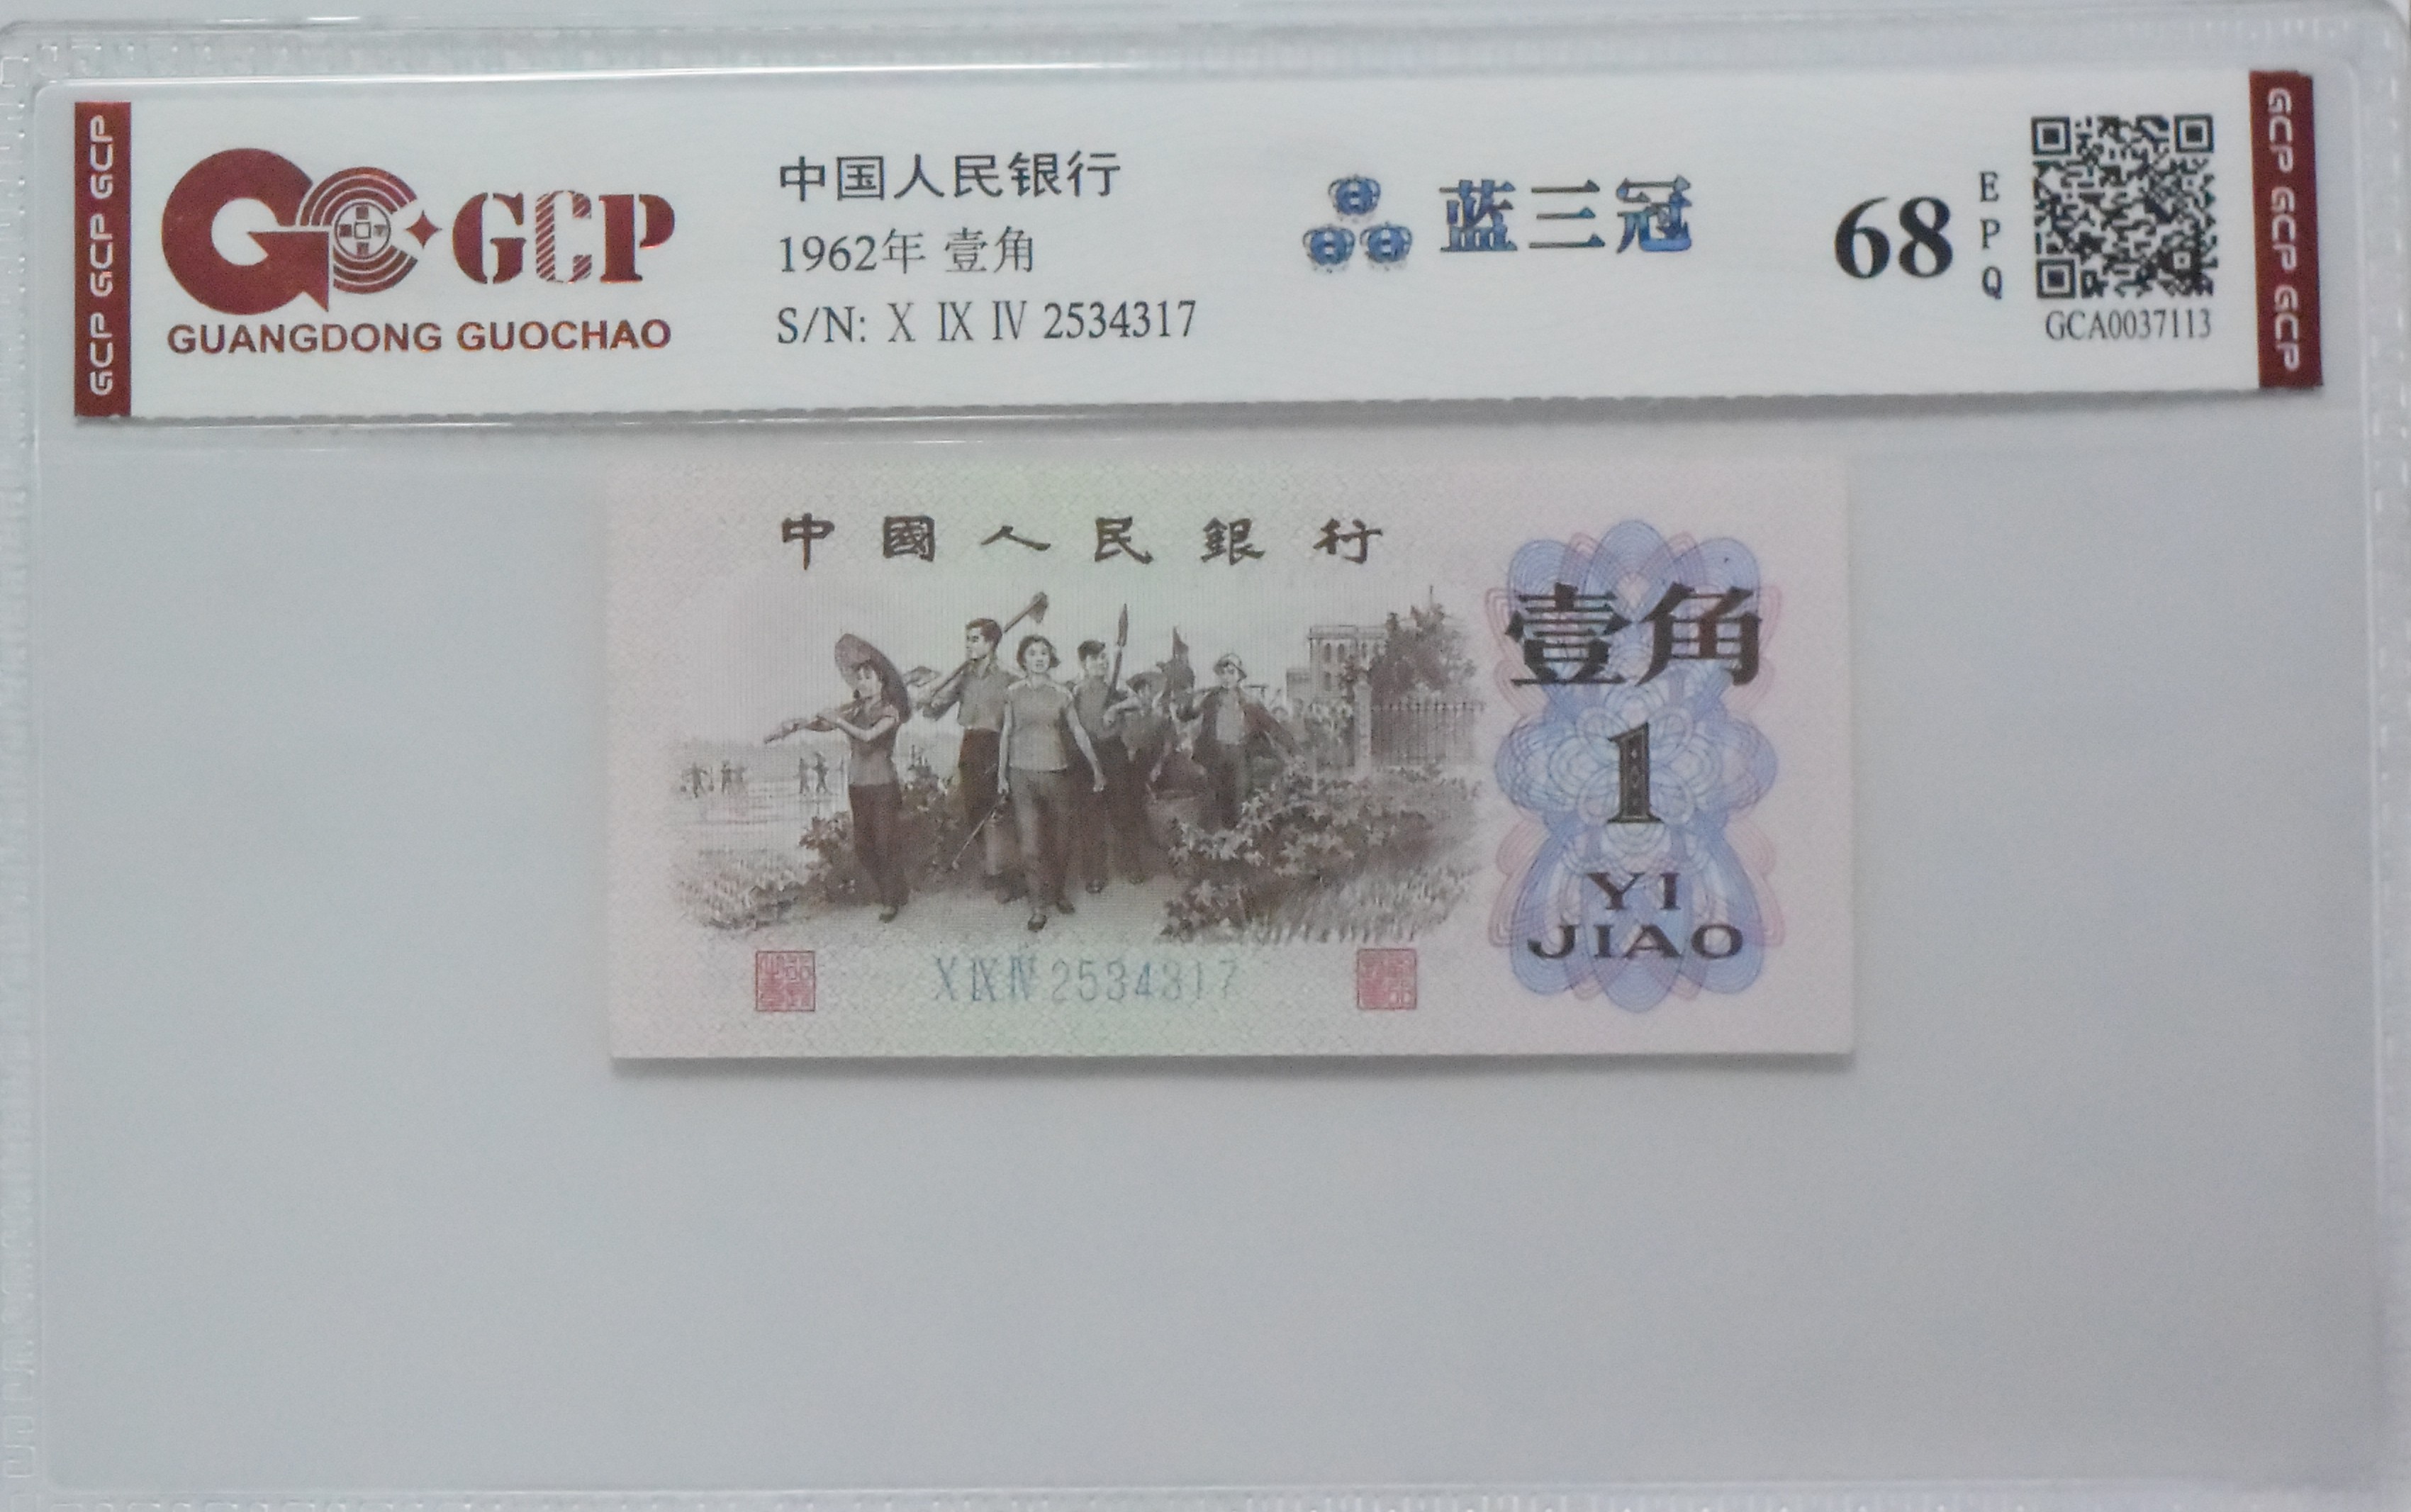 GCP GCP GCP
GCP
GUANGDONG GUOCHAO
中国人民银行
1962年 壹角
S/N: X IX IV 2534317
蓝三冠
68
EPQ
GCA0037113
GCP GCP GCP
中國人民銀行
壹角
1
YI
JIAO
X IX IV 2534317